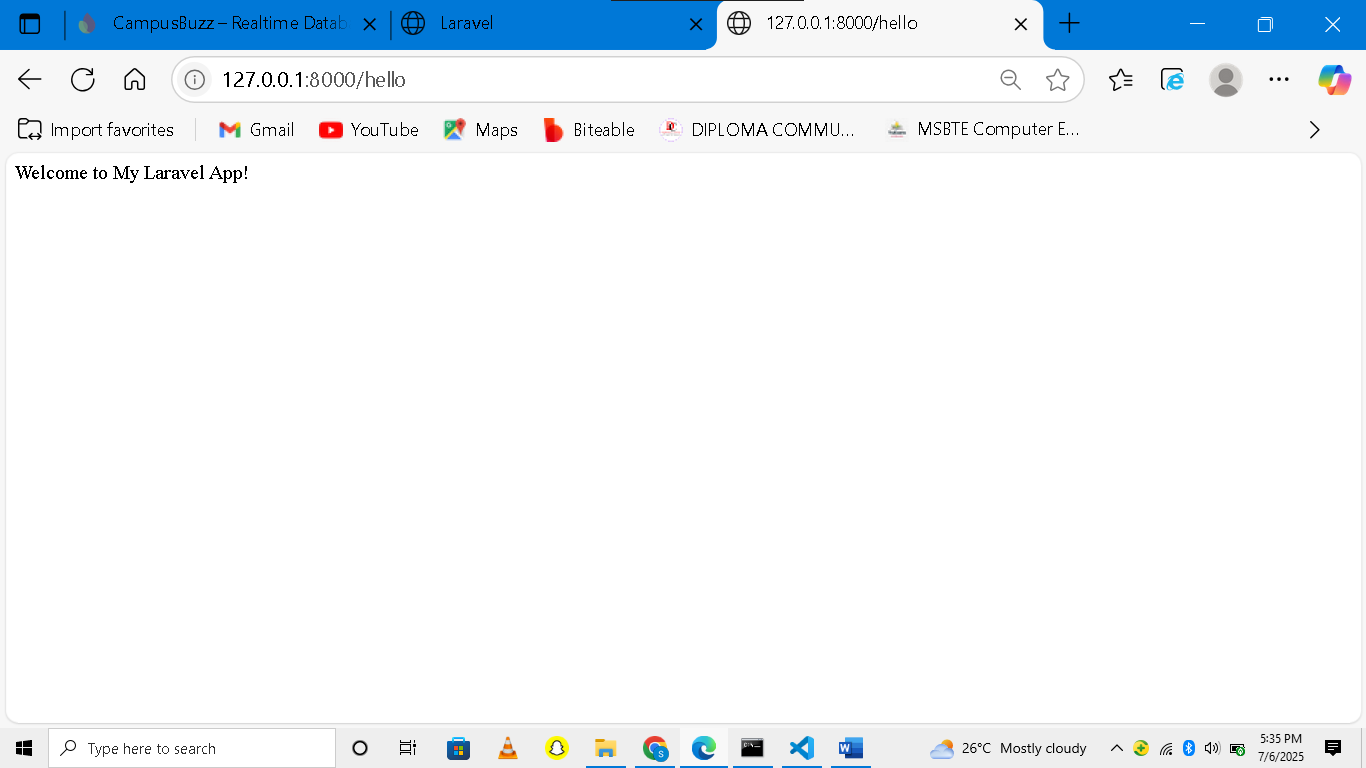 CampusBuzz – Realtime Datab
Laravel
127.0.0.1:8000/hello
127.0.0.1:8000/hello
Import favorites
Gmail
YouTube
Maps
Biteable
DIPLOMA COMMU...
MSBTE Computer E...
Welcome to My Laravel App!
Type here to search
26°C Mostly cloudy
5:35 PM
7/6/2025